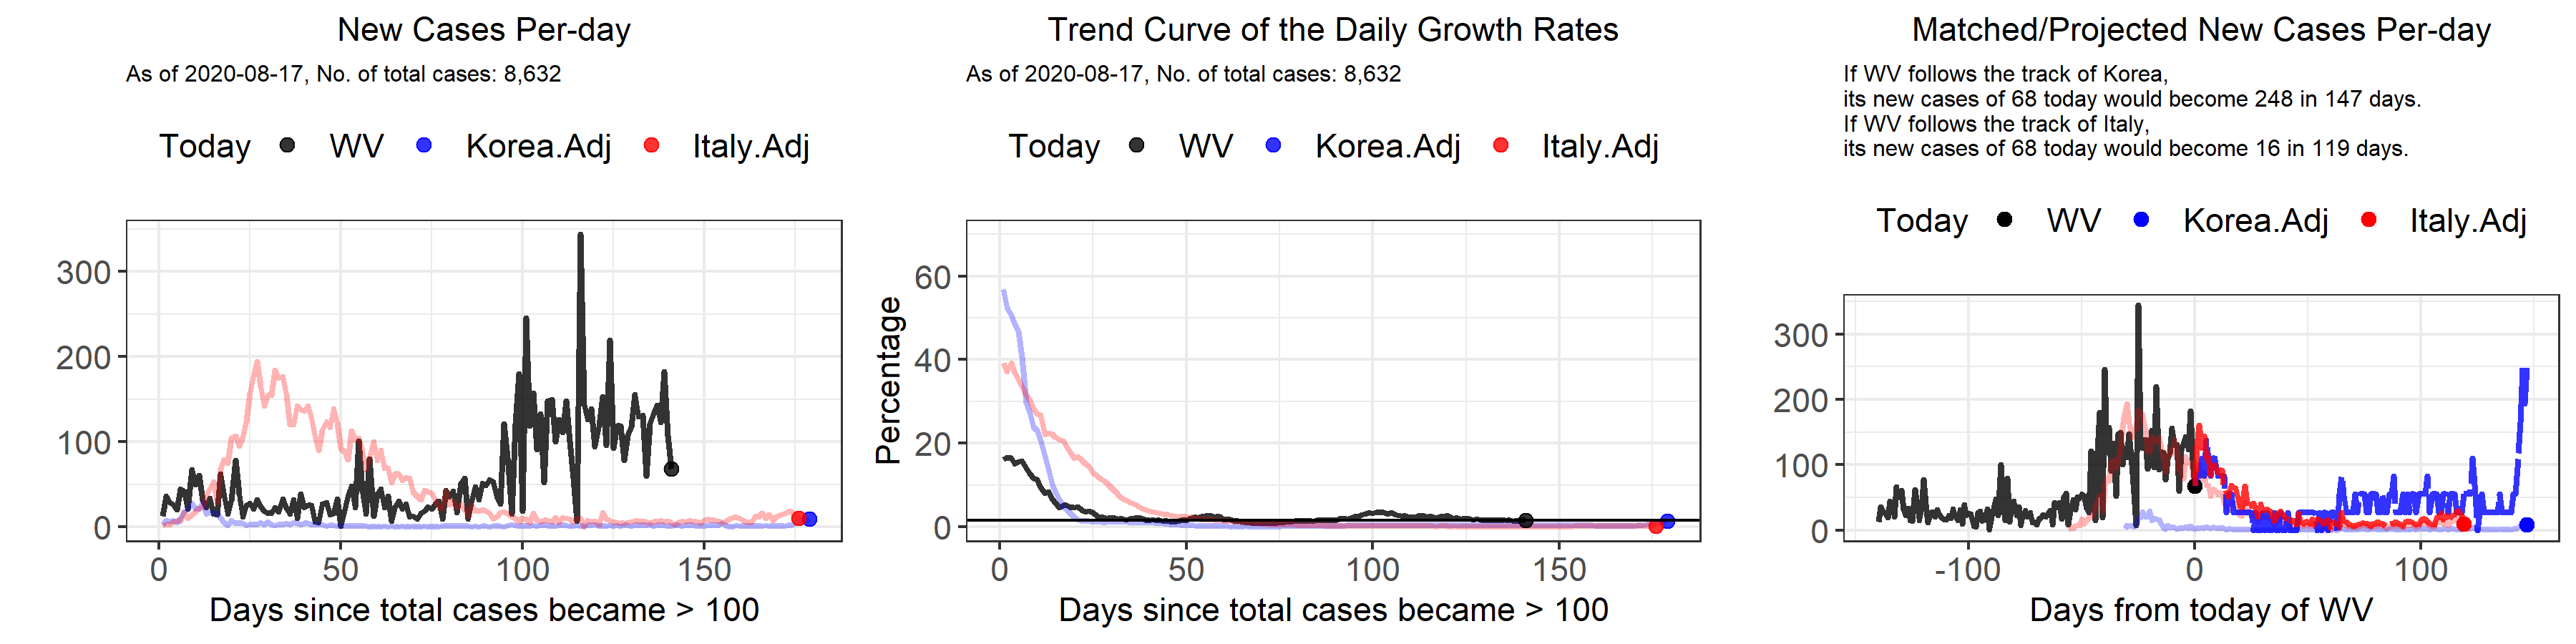 New Cases Per-day
As of 2020-08-17, No. of total cases: 8,632
Today WV Korea.Adj Italy.Adj
300
200
100
0
0 50 100 150
Days since total cases became > 100
Trend Curve of the Daily Growth Rates
As of 2020-08-17, No. of total cases: 8,632
Today WV Korea.Adj Italy.Adj
Percentage
60
40
20
0
0 50 100 150
Days since total cases became > 100
Matched/Projected New Cases Per-day
If WV follows the track of Korea,
its new cases of 68 today would become 248 in 147 days.
If WV follows the track of Italy,
its new cases of 68 today would become 16 in 119 days.
Today WV Korea.Adj Italy.Adj
300
200
100
0
-100 0 100
Days from today of WV